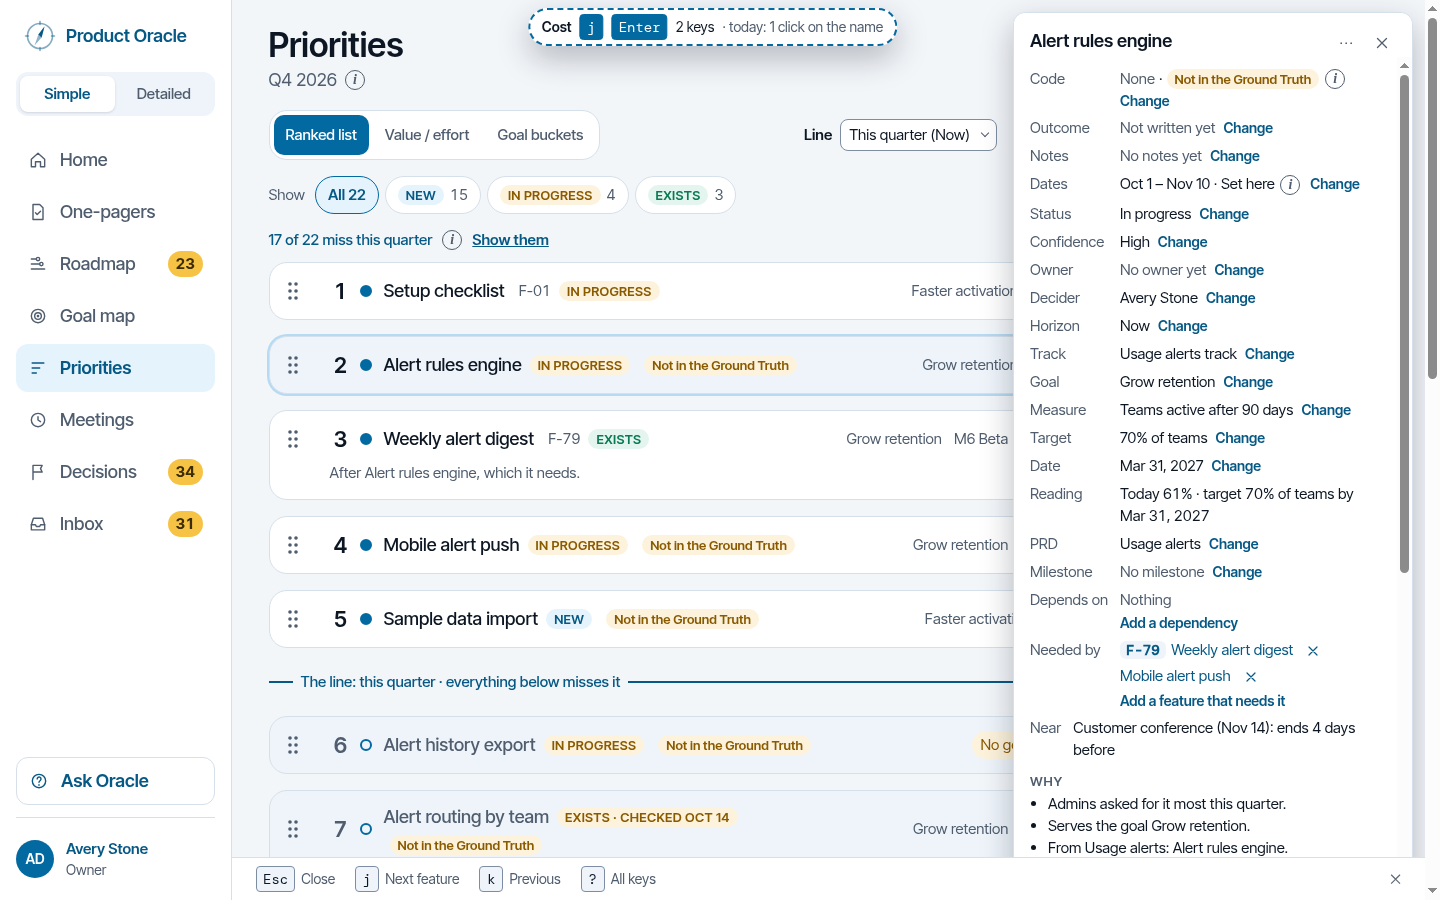 Product Oracle
Simple
Detailed
Home
One-pagers
Roadmap 23
Goal map
Priorities
Meetings
Decisions 34
Inbox 31
Ask Oracle
AD
Avery Stone
Owner
Cost j Enter 2 keys · today: 1 click on the name
Priorities
Q4 2026 i
Ranked list
Value / effort
Goal buckets
Line
This quarter (Now)
Show
All 22
NEW 15
IN PROGRESS 4
EXISTS 3
17 of 22 miss this quarter i Show them
1 Setup checklist F-01 IN PROGRESS Faster activation
2 Alert rules engine IN PROGRESS Not in the Ground Truth Grow retention
3 Weekly alert digest F-79 EXISTS Grow retention M6 Beta
After Alert rules engine, which it needs.
4 Mobile alert push IN PROGRESS Not in the Ground Truth Grow retention
5 Sample data import NEW Not in the Ground Truth Faster activati
The line: this quarter · everything below misses it
6 Alert history export IN PROGRESS Not in the Ground Truth No go
7 Alert routing by team EXISTS · CHECKED OCT 14 Grow retention
Not in the Ground Truth
Alert rules engine ···
Code None · Not in the Ground Truth i
Change
Outcome Not written yet Change
Notes No notes yet Change
Dates Oct 1 – Nov 10 · Set here i Change
Status In progress Change
Confidence High Change
Owner No owner yet Change
Decider Avery Stone Change
Horizon Now Change
Track Usage alerts track Change
Goal Grow retention Change
Measure Teams active after 90 days Change
Target 70% of teams Change
Date Mar 31, 2027 Change
Reading Today 61% · target 70% of teams by
Mar 31, 2027
PRD Usage alerts Change
Milestone No milestone Change
Depends on Nothing
Add a dependency
Needed by F-79 Weekly alert digest ×
Mobile alert push ×
Add a feature that needs it
Near Customer conference (Nov 14): ends 4 days
before
WHY
• Admins asked for it most this quarter.
• Serves the goal Grow retention.
• From Usage alerts: Alert rules engine.
Esc Close j Next feature k Previous ? All keys